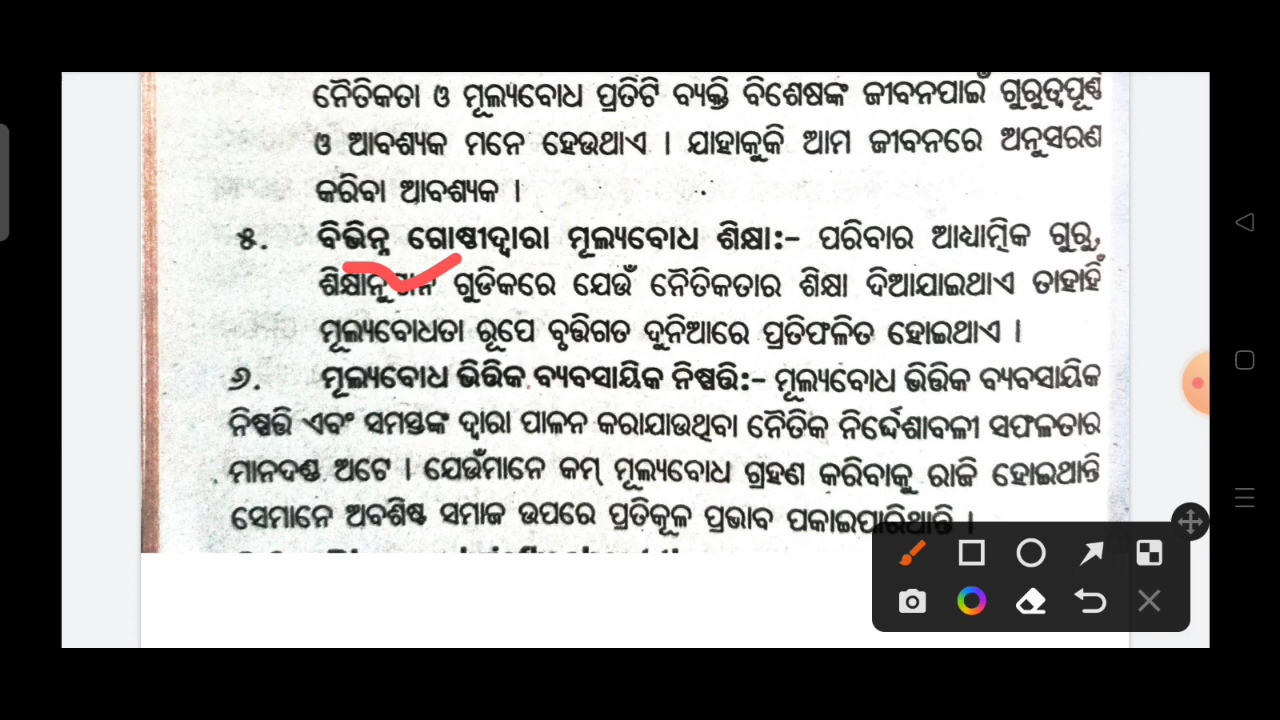 ନୈତିକତା ଓ ମୂଲ୍ୟବୋଧ ପ୍ରତିଟି ବ୍ୟକ୍ତି ବିଶେଷଙ୍କ ଜୀବନପାଇଁ ଗୁରୁତ୍ୱପୂର୍ଣ୍ଣ
ଓ ଆବଶ୍ୟକ ମନେ ହେଉଥାଏ । ଯାହାକୁକି ଆମ ଜୀବନରେ ଅନୁସରଣ
କରିବା ଆବଶ୍ୟକ ।
୫. ବିଭିନ୍ନ ଗୋଷ୍ଠୀଦ୍ୱାରା ମୂଲ୍ୟବୋଧ ଶିକ୍ଷା:– ପରିବାର ଆଧ୍ୟାତ୍ମିକ ଗୁରୁ,
ଗୁଡିକରେ ଯେଉଁ ନୈତିକତାର ଶିକ୍ଷା ଦିଆଯାଇଥାଏ ତାହାହିଁ
ମୂଲ୍ୟବୋଧତା ରୂପେ ବୃତ୍ତିଗତ ଦୁନିଆରେ ପ୍ରତିଫଳିତ ହୋଇଥାଏ ।
୬. ମୂଲ୍ୟବୋଧ ଭିତ୍ତିକ ବ୍ୟବସାୟିକ ନିଷ୍ପତ୍ତି:– ମୂଲ୍ୟବୋଧ ଭିତ୍ତିକ ବ୍ୟବସାୟିକ
ନିଷ୍ପତ୍ତି ଏବଂ ସମସ୍ତଙ୍କ ଦ୍ୱାରା ପାଳନ କରାଯାଉଥିବା ନୈତିକ ନିର୍ଦ୍ଦେଶାବଳୀ ସଫଳତାର
ମାନଦଣ୍ଡ ଅଟେ । ଯେଉଁମାନେ କମ୍ ମୂଲ୍ୟବୋଧ ଗ୍ରହଣ କରିବାକୁ ରାଜି ହୋଇଥାନ୍ତି
ସେମାନେ ଅବଶିଷ୍ଟ ସମାଜ ଉପରେ ପ୍ରତିକୂଳ ପ୍ରଭାବ ପକାଇପାରିଥାନ୍ତି ।